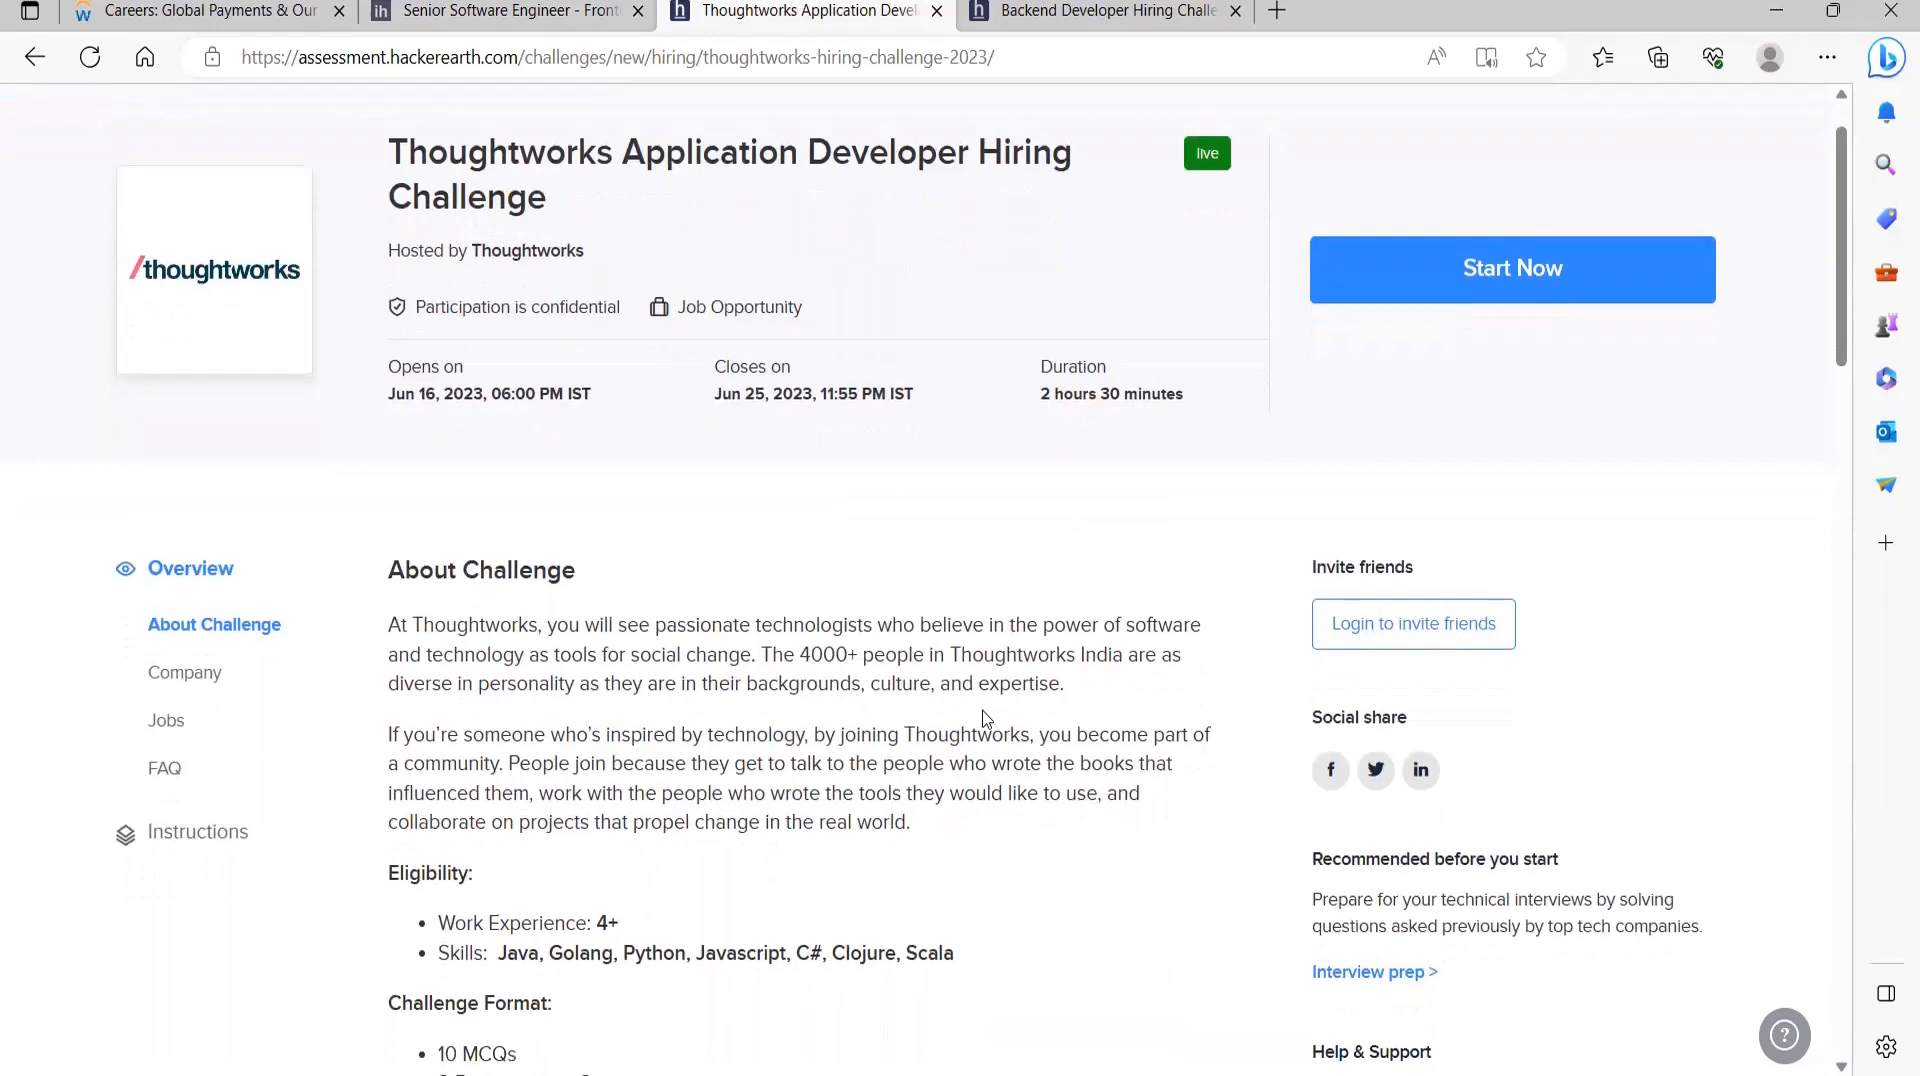 Careers: Global Payments & Our
Senior Software Engineer - Front
Thoughtworks Application Devel
Backend Developer Hiring Challe
https://assessment.hackerearth.com/challenges/new/hiring/thoughtworks-hiring-challenge-2023/
Thoughtworks Application Developer Hiring
Challenge
live
Hosted by Thoughtworks
Start Now
/thoughtworks
Participation is confidential
Job Opportunity
Opens on
Closes on
Duration
Jun 16, 2023, 06:00 PM IST
Jun 25, 2023, 11:55 PM IST
2 hours 30 minutes
Overview
About Challenge
Company
Jobs
FAQ
Instructions
About Challenge
At Thoughtworks, you will see passionate technologists who believe in the power of software
and technology as tools for social change. The 4000+ people in Thoughtworks India are as
diverse in personality as they are in their backgrounds, culture, and expertise.
If you’re someone who’s inspired by technology, by joining Thoughtworks, you become part of
a community. People join because they get to talk to the people who wrote the books that
influenced them, work with the people who wrote the tools they would like to use, and
collaborate on projects that propel change in the real world.
Eligibility:
• Work Experience: 4+
• Skills: Java, Golang, Python, Javascript, C#, Clojure, Scala
Challenge Format:
• 10 MCQs
Invite friends
Login to invite friends
Social share
Recommended before you start
Prepare for your technical interviews by solving
questions asked previously by top tech companies.
Interview prep >
Help & Support